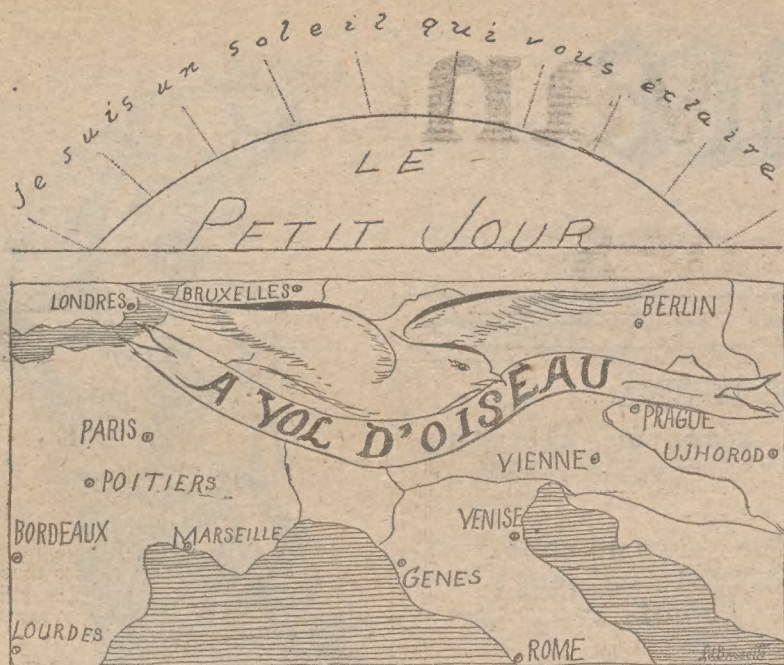 Je suis un soleil qui vous éclaire
LE
PETIT JOUR
LONDRES
BRUXELLES
BERLIN
A VOL D'OISEAU
PARIS
PRAGUE
UJHOROD
VIENNE
POITIERS
BORDEAUX
MARSEILLE
VENISE
GENES
LOURDES
ROME